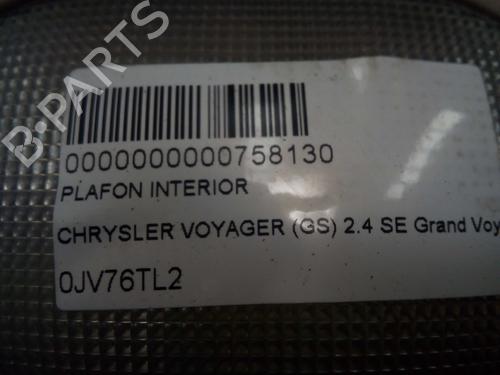 B-PARTS
0000000000758130
PLAFON INTERIOR
CHRYSLER VOYAGER (GS) 2.4 SE Grand Voy
0JV76TL2